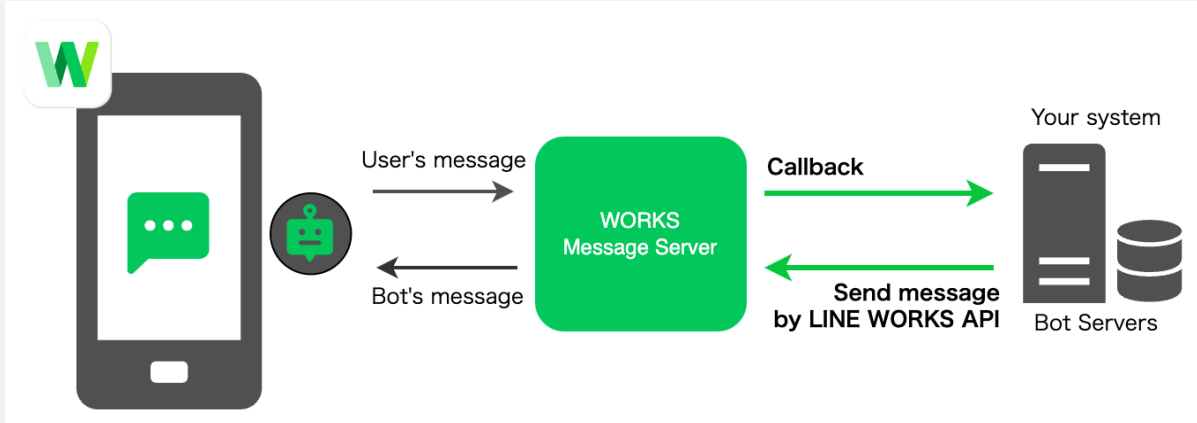 Your system
User's message
Callback
WORKS
Message Server
Bot's message
Send message
by LINE WORKS API
Bot Servers